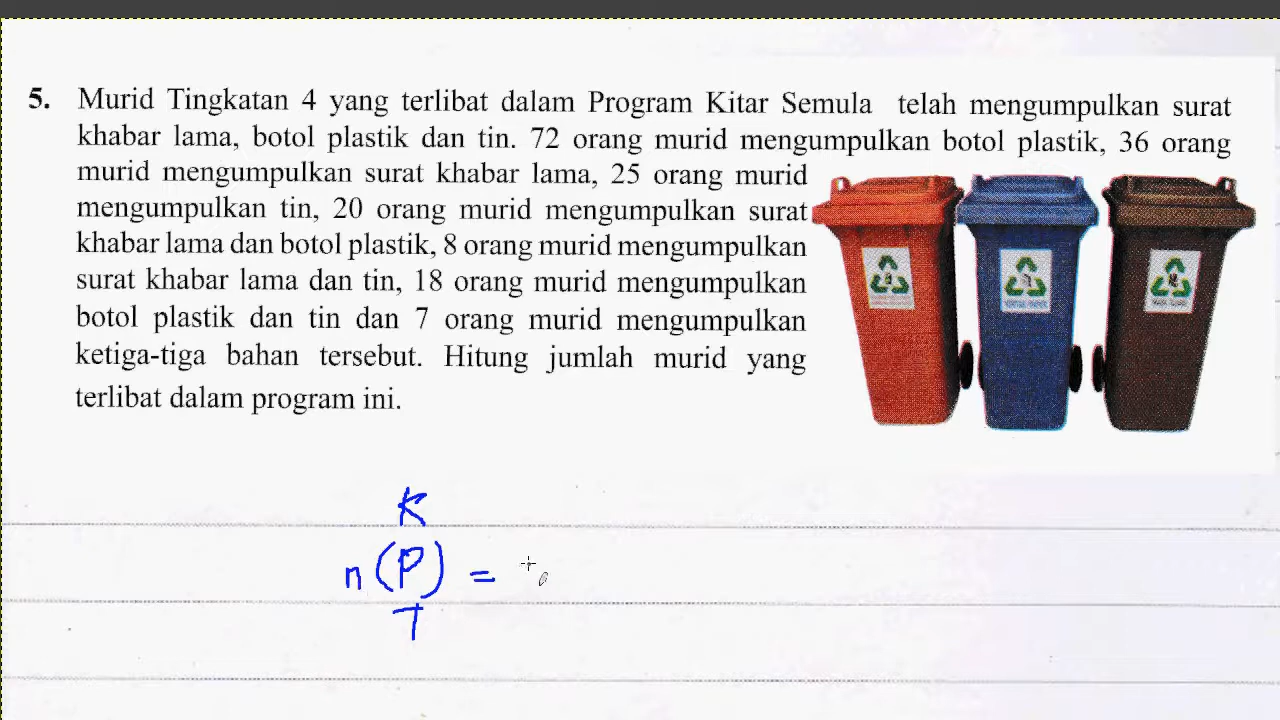 5. Murid Tingkatan 4 yang terlibat dalam Program Kitar Semula telah mengumpulkan surat
khabar lama, botol plastik dan tin. 72 orang murid mengumpulkan botol plastik, 36 orang
murid mengumpulkan surat khabar lama, 25 orang murid
mengumpulkan tin, 20 orang murid mengumpulkan surat
khabar lama dan botol plastik, 8 orang murid mengumpulkan
surat khabar lama dan tin, 18 orang murid mengumpulkan
botol plastik dan tin dan 7 orang murid mengumpulkan
ketiga-tiga bahan tersebut. Hitung jumlah murid yang
terlibat dalam program ini.
K
n(P) =
T